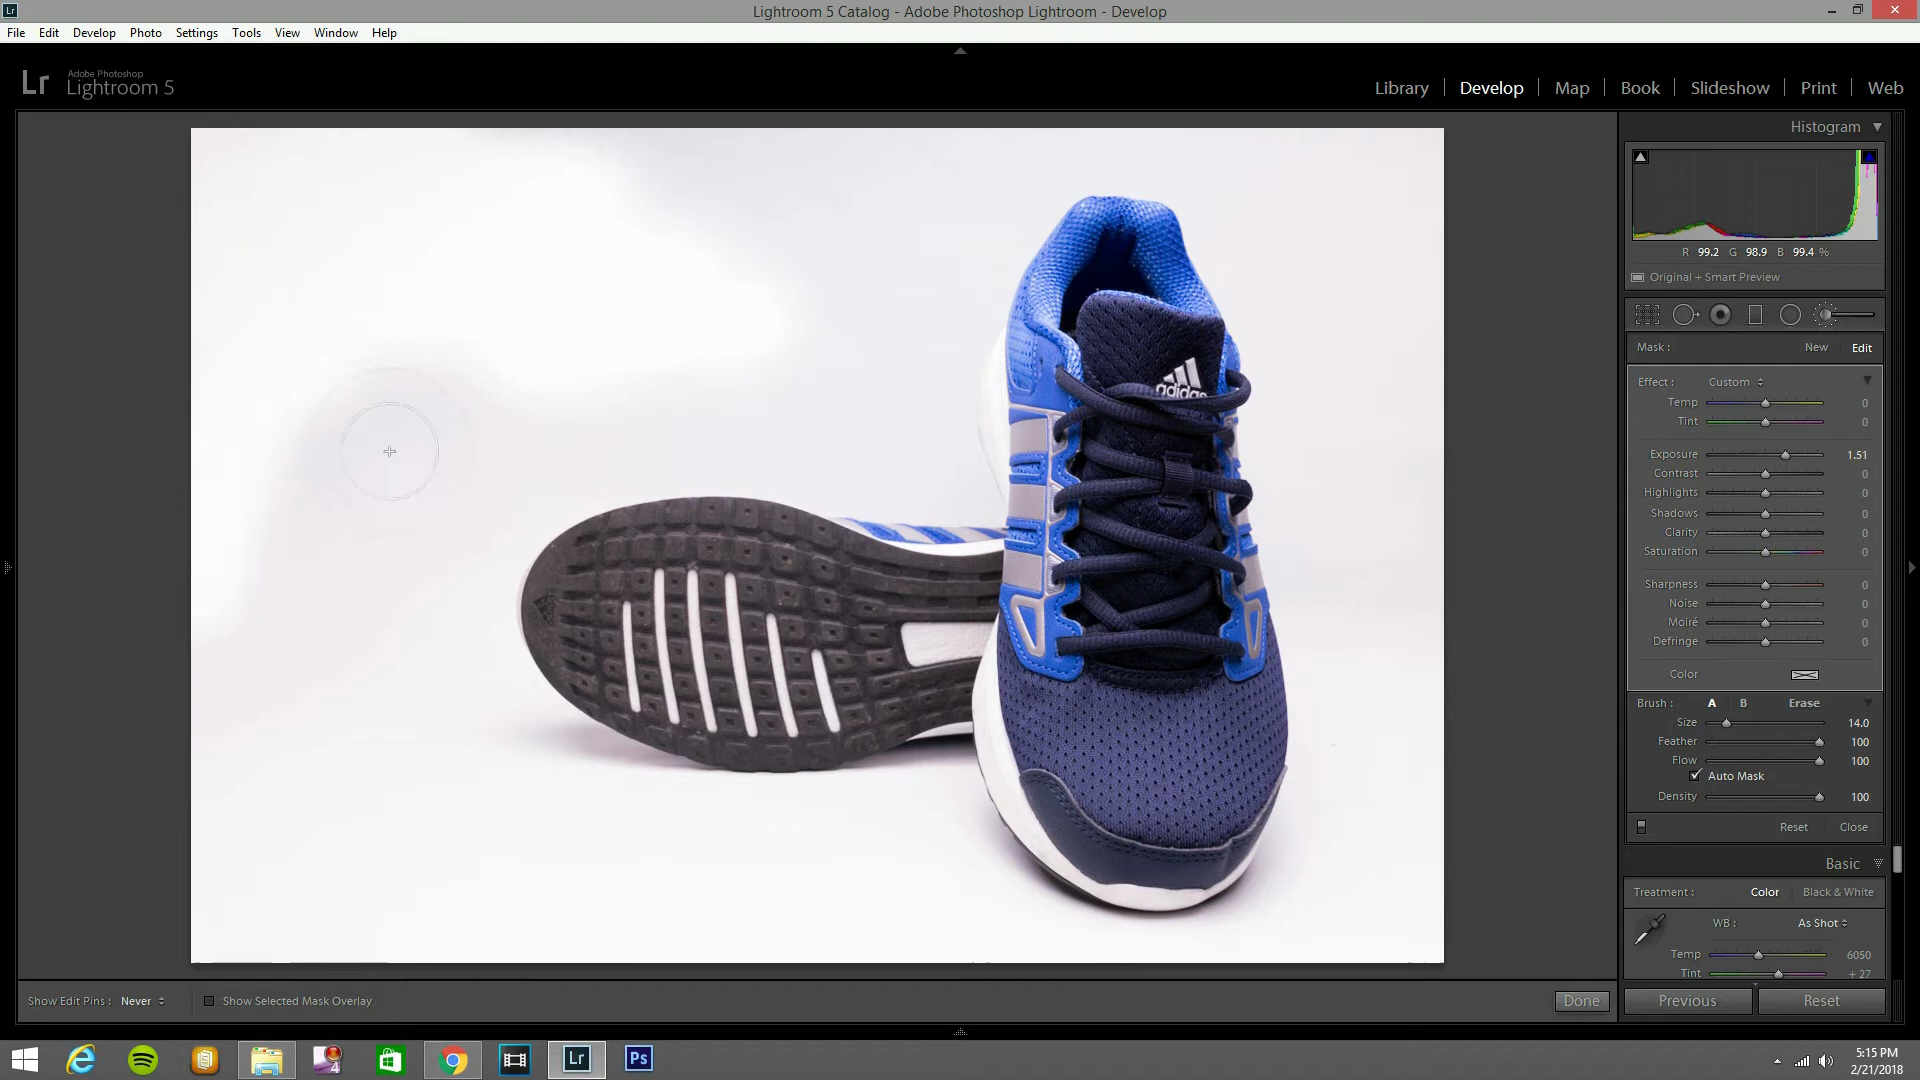 Lightroom 5 Catalog - Adobe Photoshop Lightroom - Develop
File Edit Develop Photo Settings Tools View Window Help
Lr Adobe Photoshop
Lightroom 5
Library Develop Map Book Slideshow Print Web
Histogram
R 99.2 G 98.9 B 99.4 %
Original + Smart Preview
Mask : New Edit
Effect : Custom
Temp 0
Tint 0
Exposure 1.51
Contrast 0
Highlights 0
Shadows 0
Clarity 0
Saturation 0
Sharpness 0
Noise 0
Moiré 0
Defringe 0
Color
Brush : A B Erase
Size 14.0
Feather 100
Flow 100
Auto Mask
Density 100
Reset Close
Basic
Treatment : Color Black & White
WB : As Shot
Temp 6050
Tint + 27
adidas
Show Edit Pins : Never Show Selected Mask Overlay Done
Previous Reset
4 Lr Ps
5:15 PM
2/21/2018